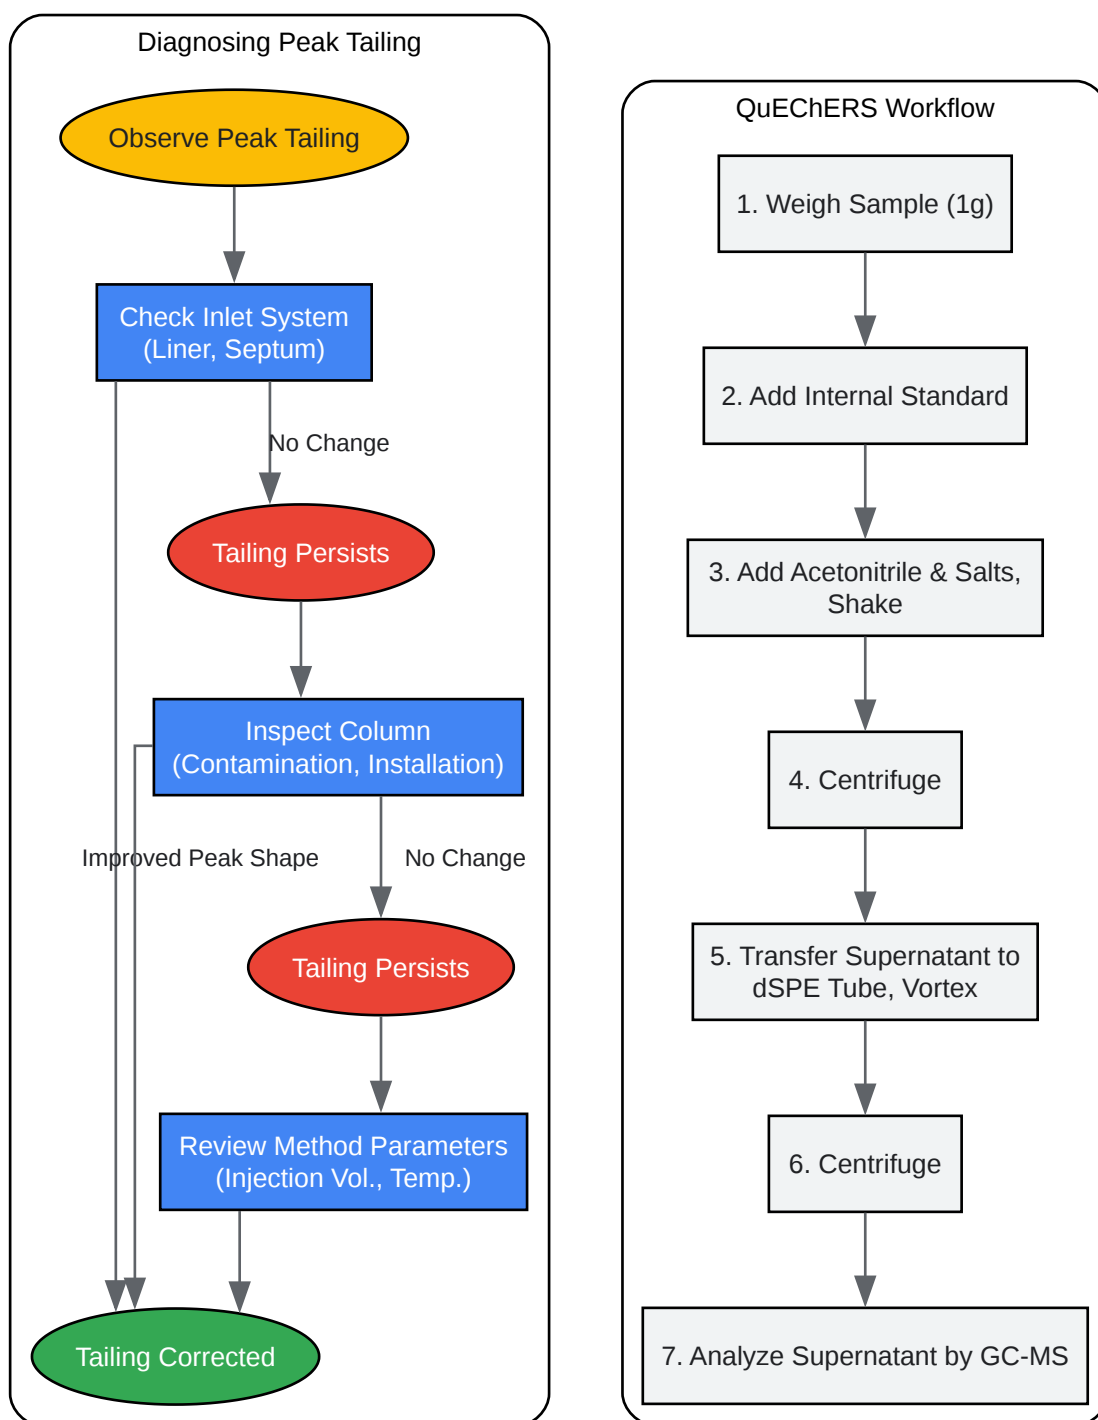 Diagnosing Peak Tailing
Observe Peak Tailing
Check Inlet System
(Liner, Septum)
No Change
Tailing Persists
Inspect Column
(Contamination, Installation)
Improved Peak Shape
No Change
Tailing Persists
Review Method Parameters
(Injection Vol., Temp.)
Tailing Corrected
QuEChERS Workflow
1. Weigh Sample (1g)
2. Add Internal Standard
3. Add Acetonitrile & Salts,
Shake
4. Centrifuge
5. Transfer Supernatant to
dSPE Tube, Vortex
6. Centrifuge
7. Analyze Supernatant by GC-MS